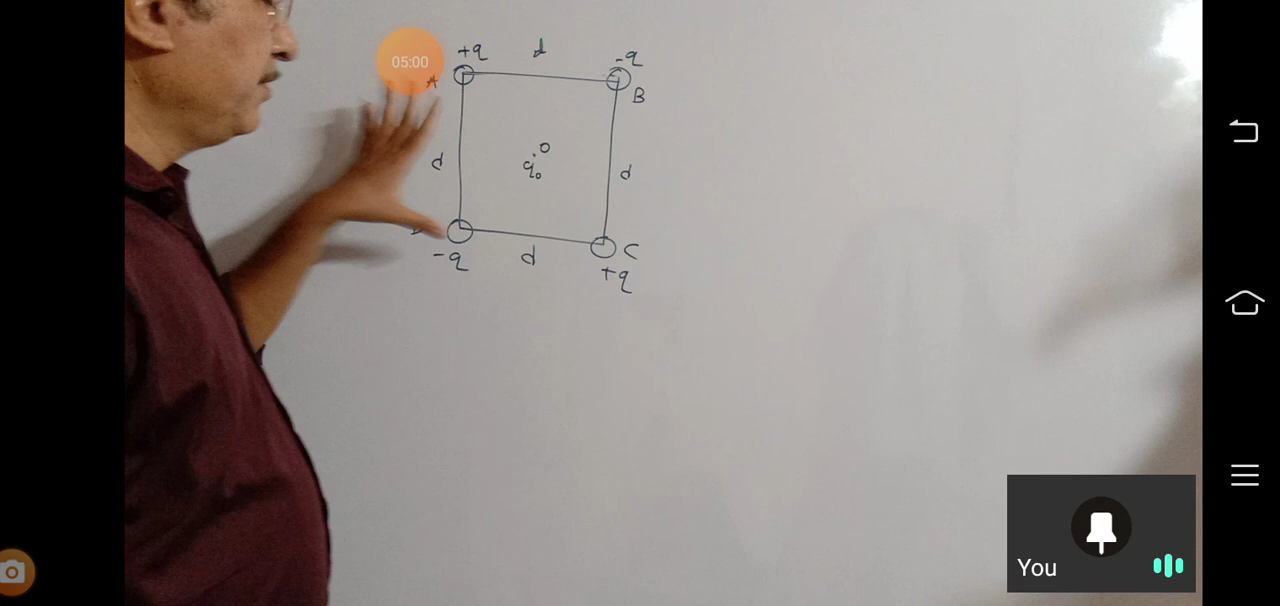 +q d -q
05:00
A B
O
d q₀ d
C
-q d +q
You